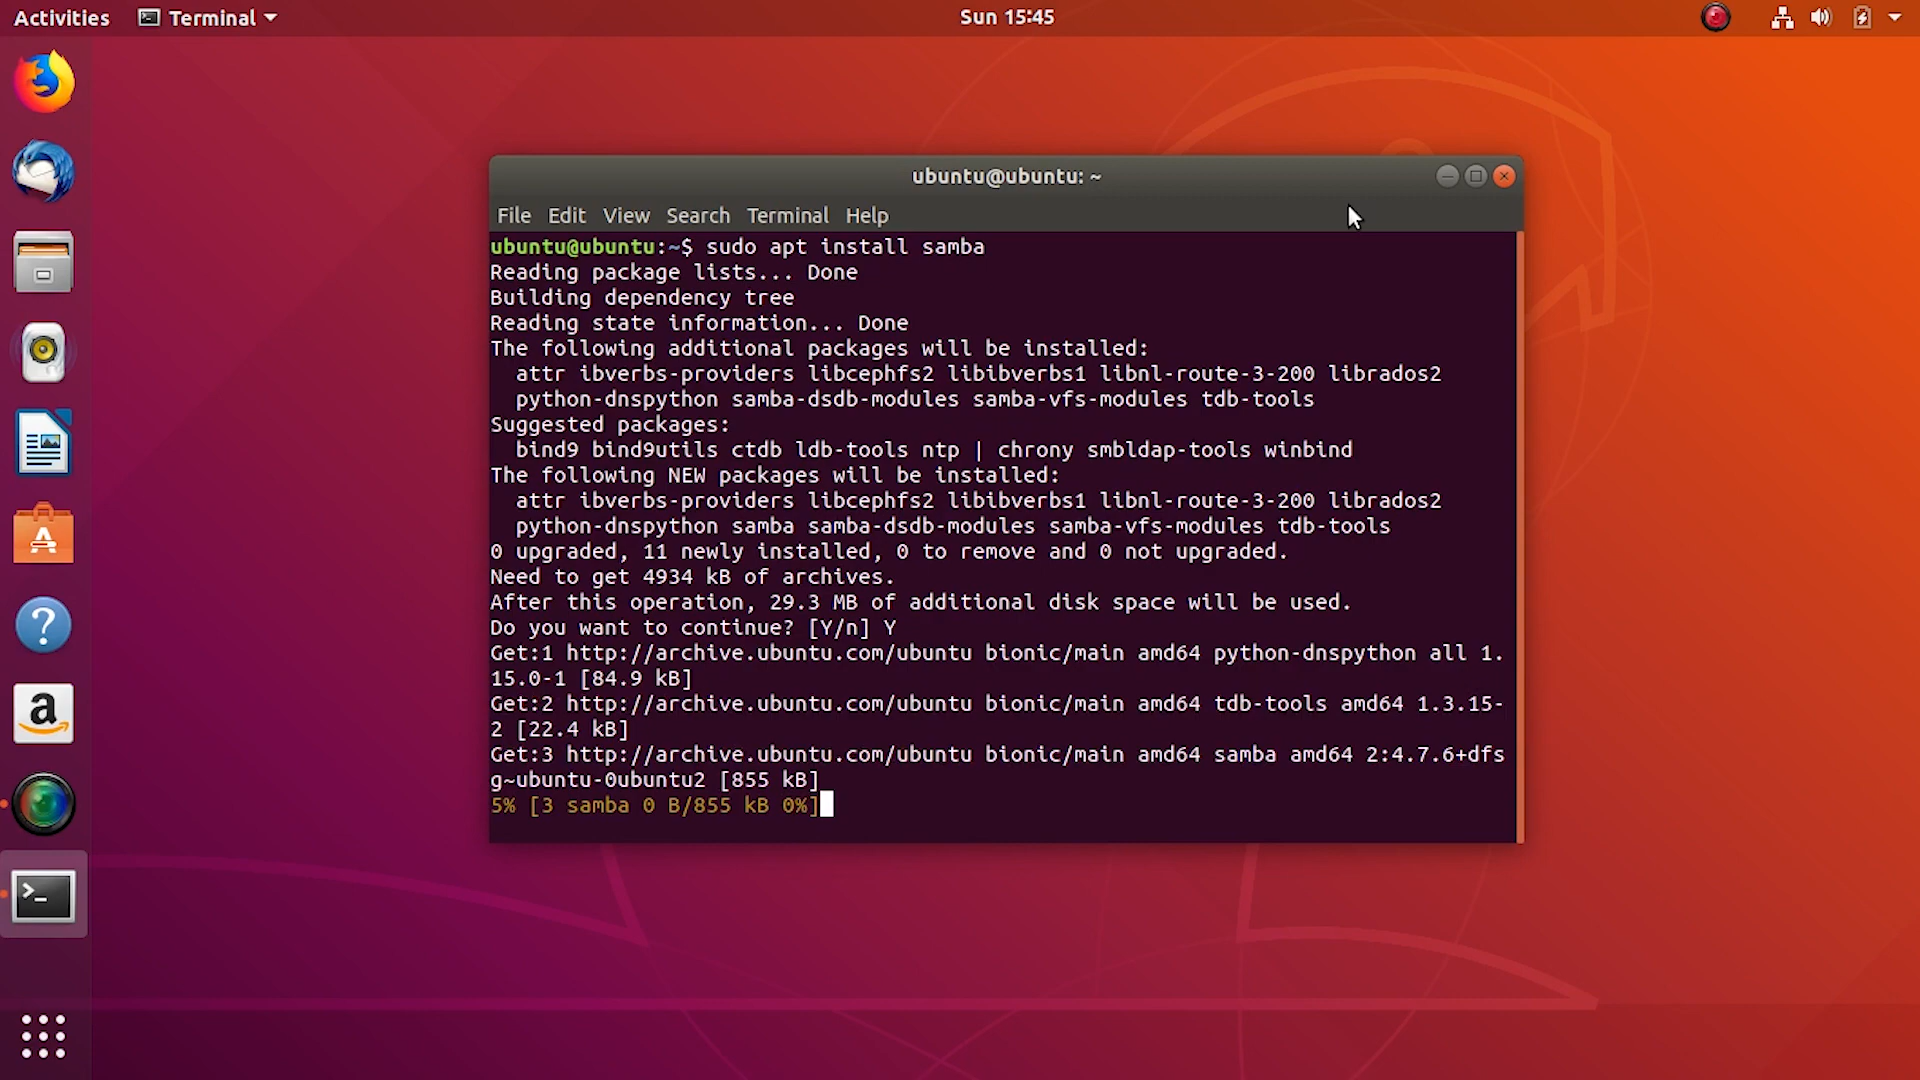 Activities Terminal Sun 15:45
ubuntu@ubuntu: ~
File Edit View Search Terminal Help
ubuntu@ubuntu:~$ sudo apt install samba
Reading package lists... Done
Building dependency tree
Reading state information... Done
The following additional packages will be installed:
  attr ibverbs-providers libcephfs2 libibverbs1 libnl-route-3-200 librados2
  python-dnspython samba-dsdb-modules samba-vfs-modules tdb-tools
Suggested packages:
  bind9 bind9utils ctdb ldb-tools ntp | chrony smbldap-tools winbind
The following NEW packages will be installed:
  attr ibverbs-providers libcephfs2 libibverbs1 libnl-route-3-200 librados2
  python-dnspython samba samba-dsdb-modules samba-vfs-modules tdb-tools
0 upgraded, 11 newly installed, 0 to remove and 0 not upgraded.
Need to get 4934 kB of archives.
After this operation, 29.3 MB of additional disk space will be used.
Do you want to continue? [Y/n] Y
Get:1 http://archive.ubuntu.com/ubuntu bionic/main amd64 python-dnspython all 1.
15.0-1 [84.9 kB]
Get:2 http://archive.ubuntu.com/ubuntu bionic/main amd64 tdb-tools amd64 1.3.15-
2 [22.4 kB]
Get:3 http://archive.ubuntu.com/ubuntu bionic/main amd64 samba amd64 2:4.7.6+dfs
g~ubuntu-0ubuntu2 [855 kB]
5% [3 samba 0 B/855 kB 0%]